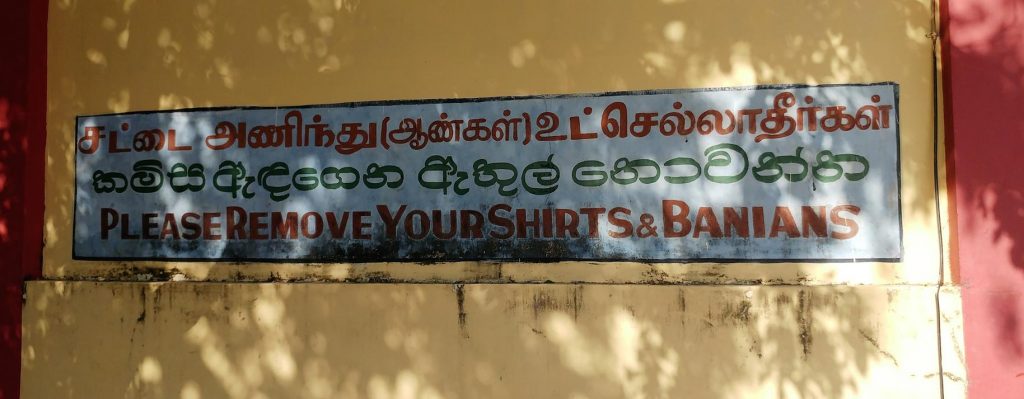 சட்டை அணிந்து (ஆண்கள்) உட்செல்லாதீர்கள்
කමිස ඇඳගෙන ඇතුල් නොවන්න
PLEASE REMOVE YOUR SHIRTS & BANIANS